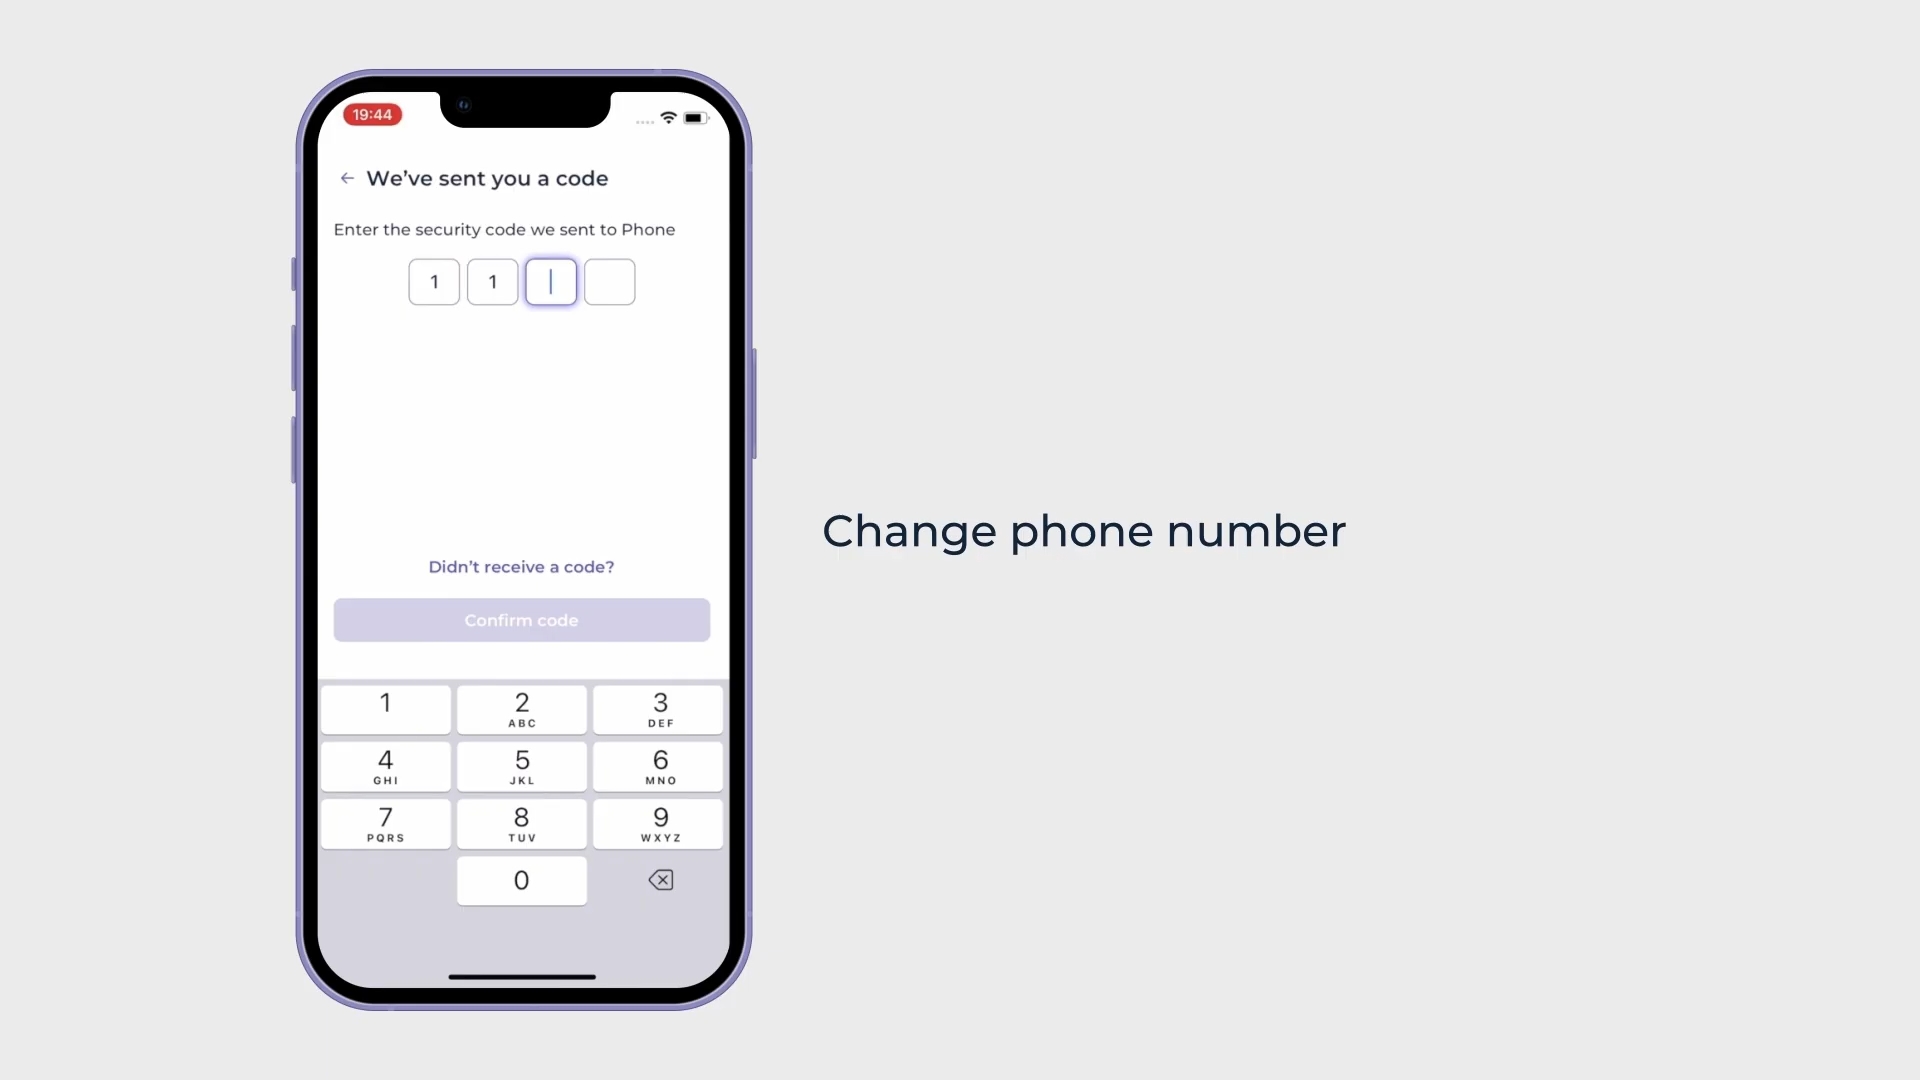 19:44
We’ve sent you a code
Enter the security code we sent to Phone
1 1
Didn’t receive a code?
Confirm code
1 2 3
ABC DEF
4 5 6
GHI JKL MNO
7 8 9
PQRS TUV WXYZ
0
Change phone number